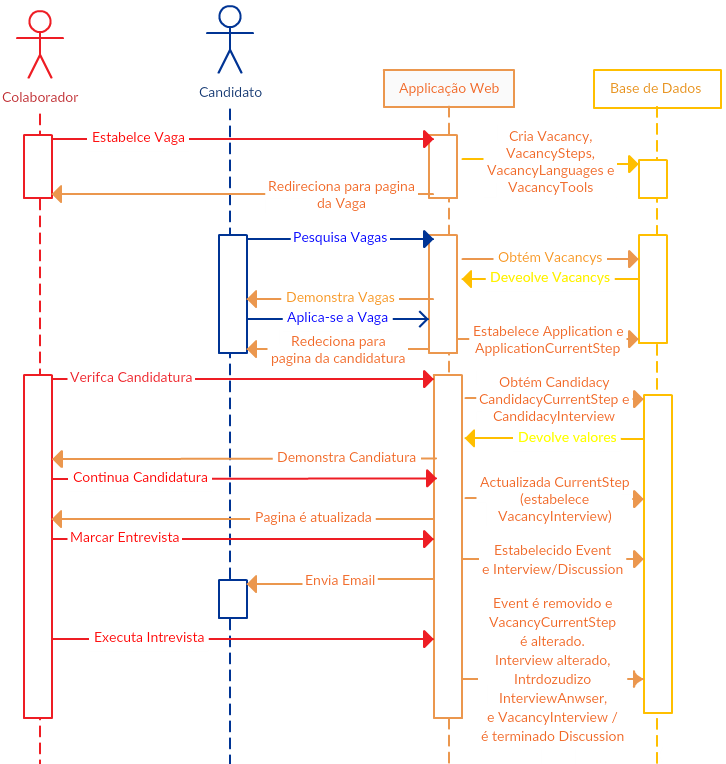 Colaborador
Candidato
Applicação Web
Base de Dados
Estabelce Vaga
Cria Vacancy,
VacancySteps,
VacancyLanguages e
VacancyTools
Redireciona para pagina
da Vaga
Pesquisa Vagas
Obtém Vacancys
Deveolve Vacancys
Demonstra Vagas
Aplica-se a Vaga
Estabelece Application e
ApplicationCurrentStep
Redeciona para
pagina da candidatura
Verifca Candidatura
Obtém Candidacy
CandidacyCurrentStep e
CandidacyInterview
Devolve valores
Demonstra Candiatura
Continua Candidatura
Actualizada CurrentStep
(estabelece
VacancyInterview)
Pagina é atualizada
Marcar Entrevista
Estabelecido Event
e Interview/Discussion
Envia Email
Event é removido e
VacancyCurrentStep
é alterado.
Interview alterado,
Intrdozudizo
InterviewAnwser,
e VacancyInterview /
é terminado Discussion
Executa Intrevista